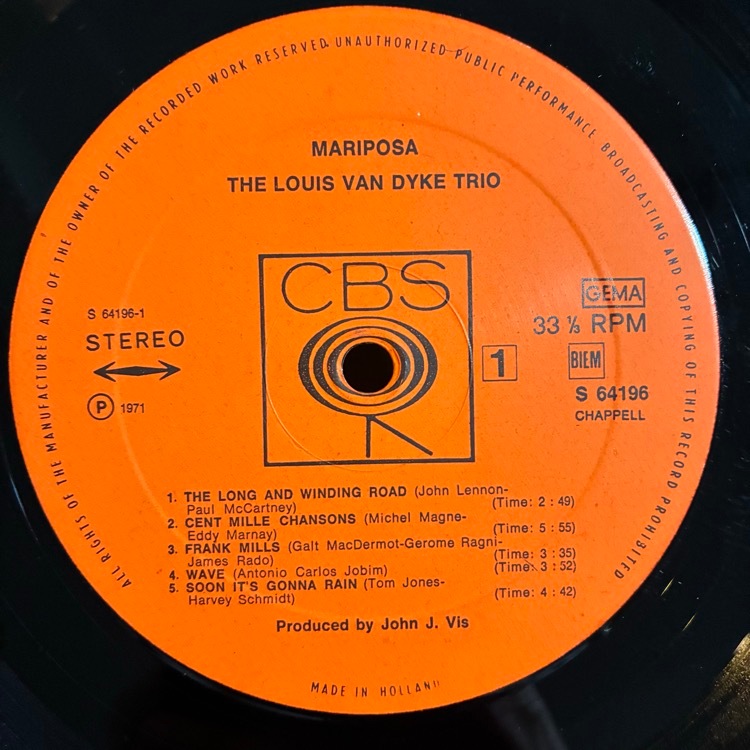 ALL RIGHTS OF THE MANUFACTURER AND OF THE OWNER OF THE RECORDED WORK RESERVED. UNAUTHORIZED PUBLIC PERFORMANCE BROADCASTING AND COPYING OF THIS RECORD PROHIBITED
MARIPOSA
THE LOUIS VAN DYKE TRIO
CBS
S 64196-1
STEREO
Ⓟ 1971
GEMA
33 ⅓ RPM
1
BIEM
S 64196
CHAPPELL
1. THE LONG AND WINDING ROAD (John Lennon-
Paul McCartney) (Time: 2 : 49)
2. CENT MILLE CHANSONS (Michel Magne-
Eddy Marnay) (Time: 5 : 55)
3. FRANK MILLS (Galt MacDermot-Gerome Ragni-
James Rado) (Time: 3 : 35)
4. WAVE (Antonio Carlos Jobim) (Time: 3 : 52)
5. SOON IT'S GONNA RAIN (Tom Jones-
Harvey Schmidt) (Time: 4 : 42)
Produced by John J. Vis
MADE IN HOLLAND